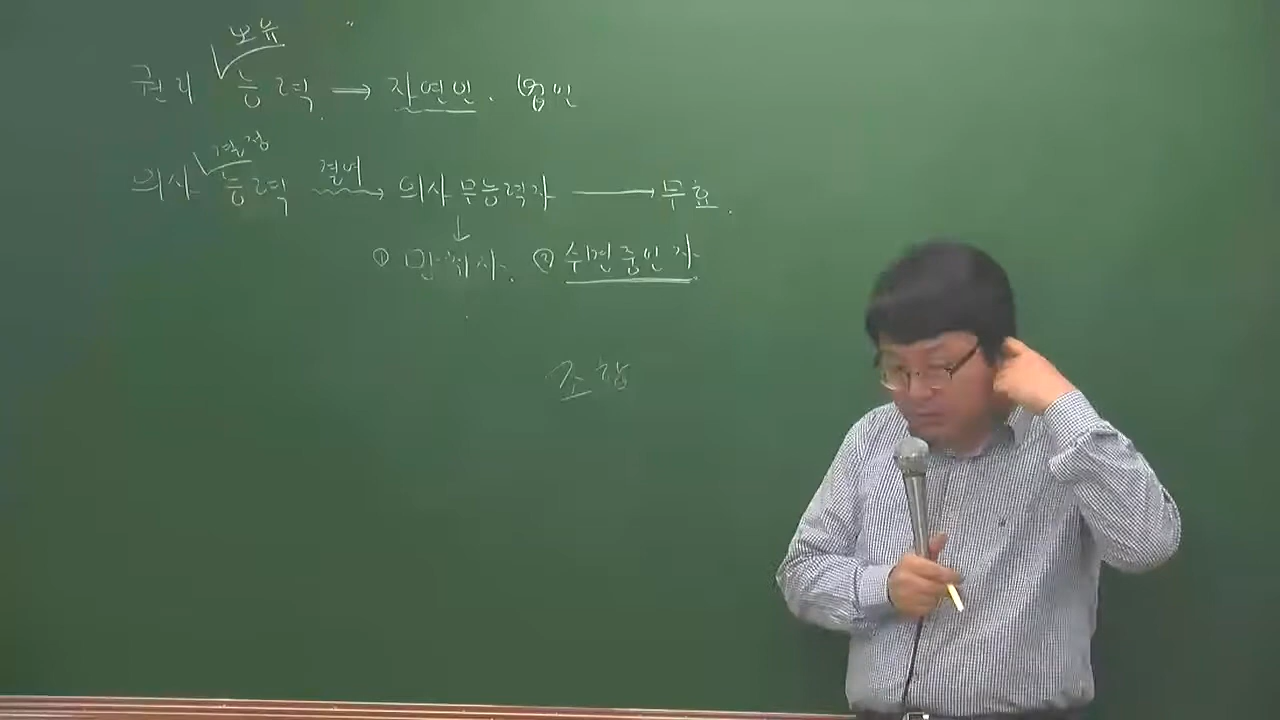 보유
권리 능력 ⟹ 자연인. 법인
결정
결여
의사 능력 → 의사무능력자 → 무효.
↓
① 만취자. ② 수면중인 자
조합